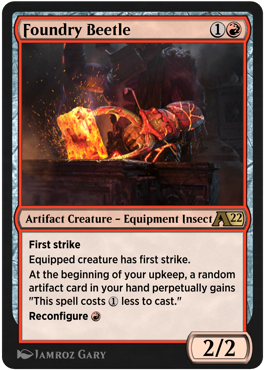 Foundry Beetle 1
Artifact Creature – Equipment Insect A22
First strike
Equipped creature has first strike.
At the beginning of your upkeep, a random
artifact card in your hand perpetually gains
"This spell costs 1 less to cast."
Reconfigure
2/2
Jamroz Gary